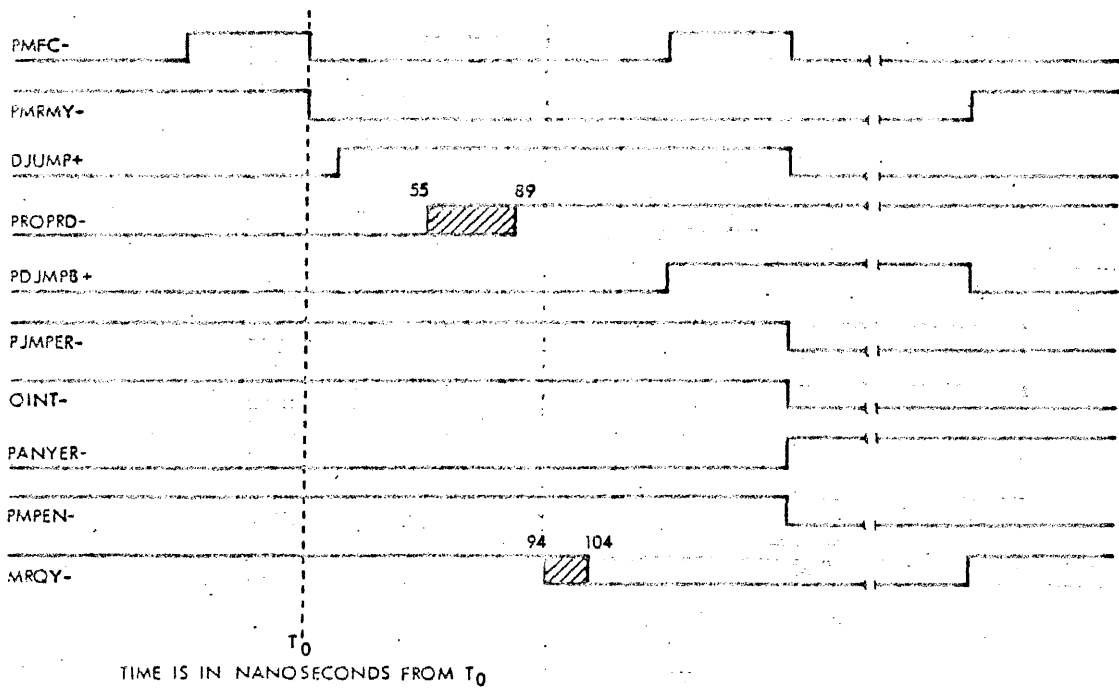 PMFC-
PMRMY-
DJUMP+
55 89
PROPRD-
PDJMPB+
PJMPER-
OINT-
PANYER-
PMPEN-
94 104
MRQY-
T0
TIME IS IN NANOSECONDS FROM T0